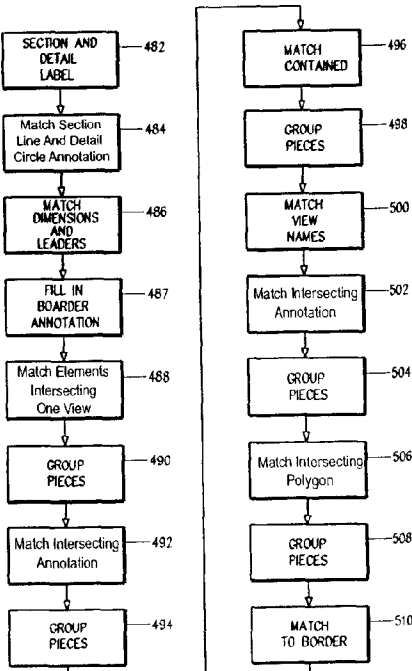 SECTION AND
DETAIL
LABEL
482
Match Section
Line And Detail
Circle Annotation
484
MATCH
DIMENSIONS
AND
LEADERS
486
FILL IN
BOARDER
ANNOTATION
487
Match Elements
Intersecting
One View
488
GROUP
PIECES
490
Match Intersecting
Annotation
492
GROUP
PIECES
494
MATCH
CONTAINED
496
GROUP
PIECES
498
MATCH
VIEW
NAMES
500
Match Intersecting
Annotation
502
GROUP
PIECES
504
Match Intersecting
Polygon
506
GROUP
PIECES
508
MATCH
TO BORDER
510